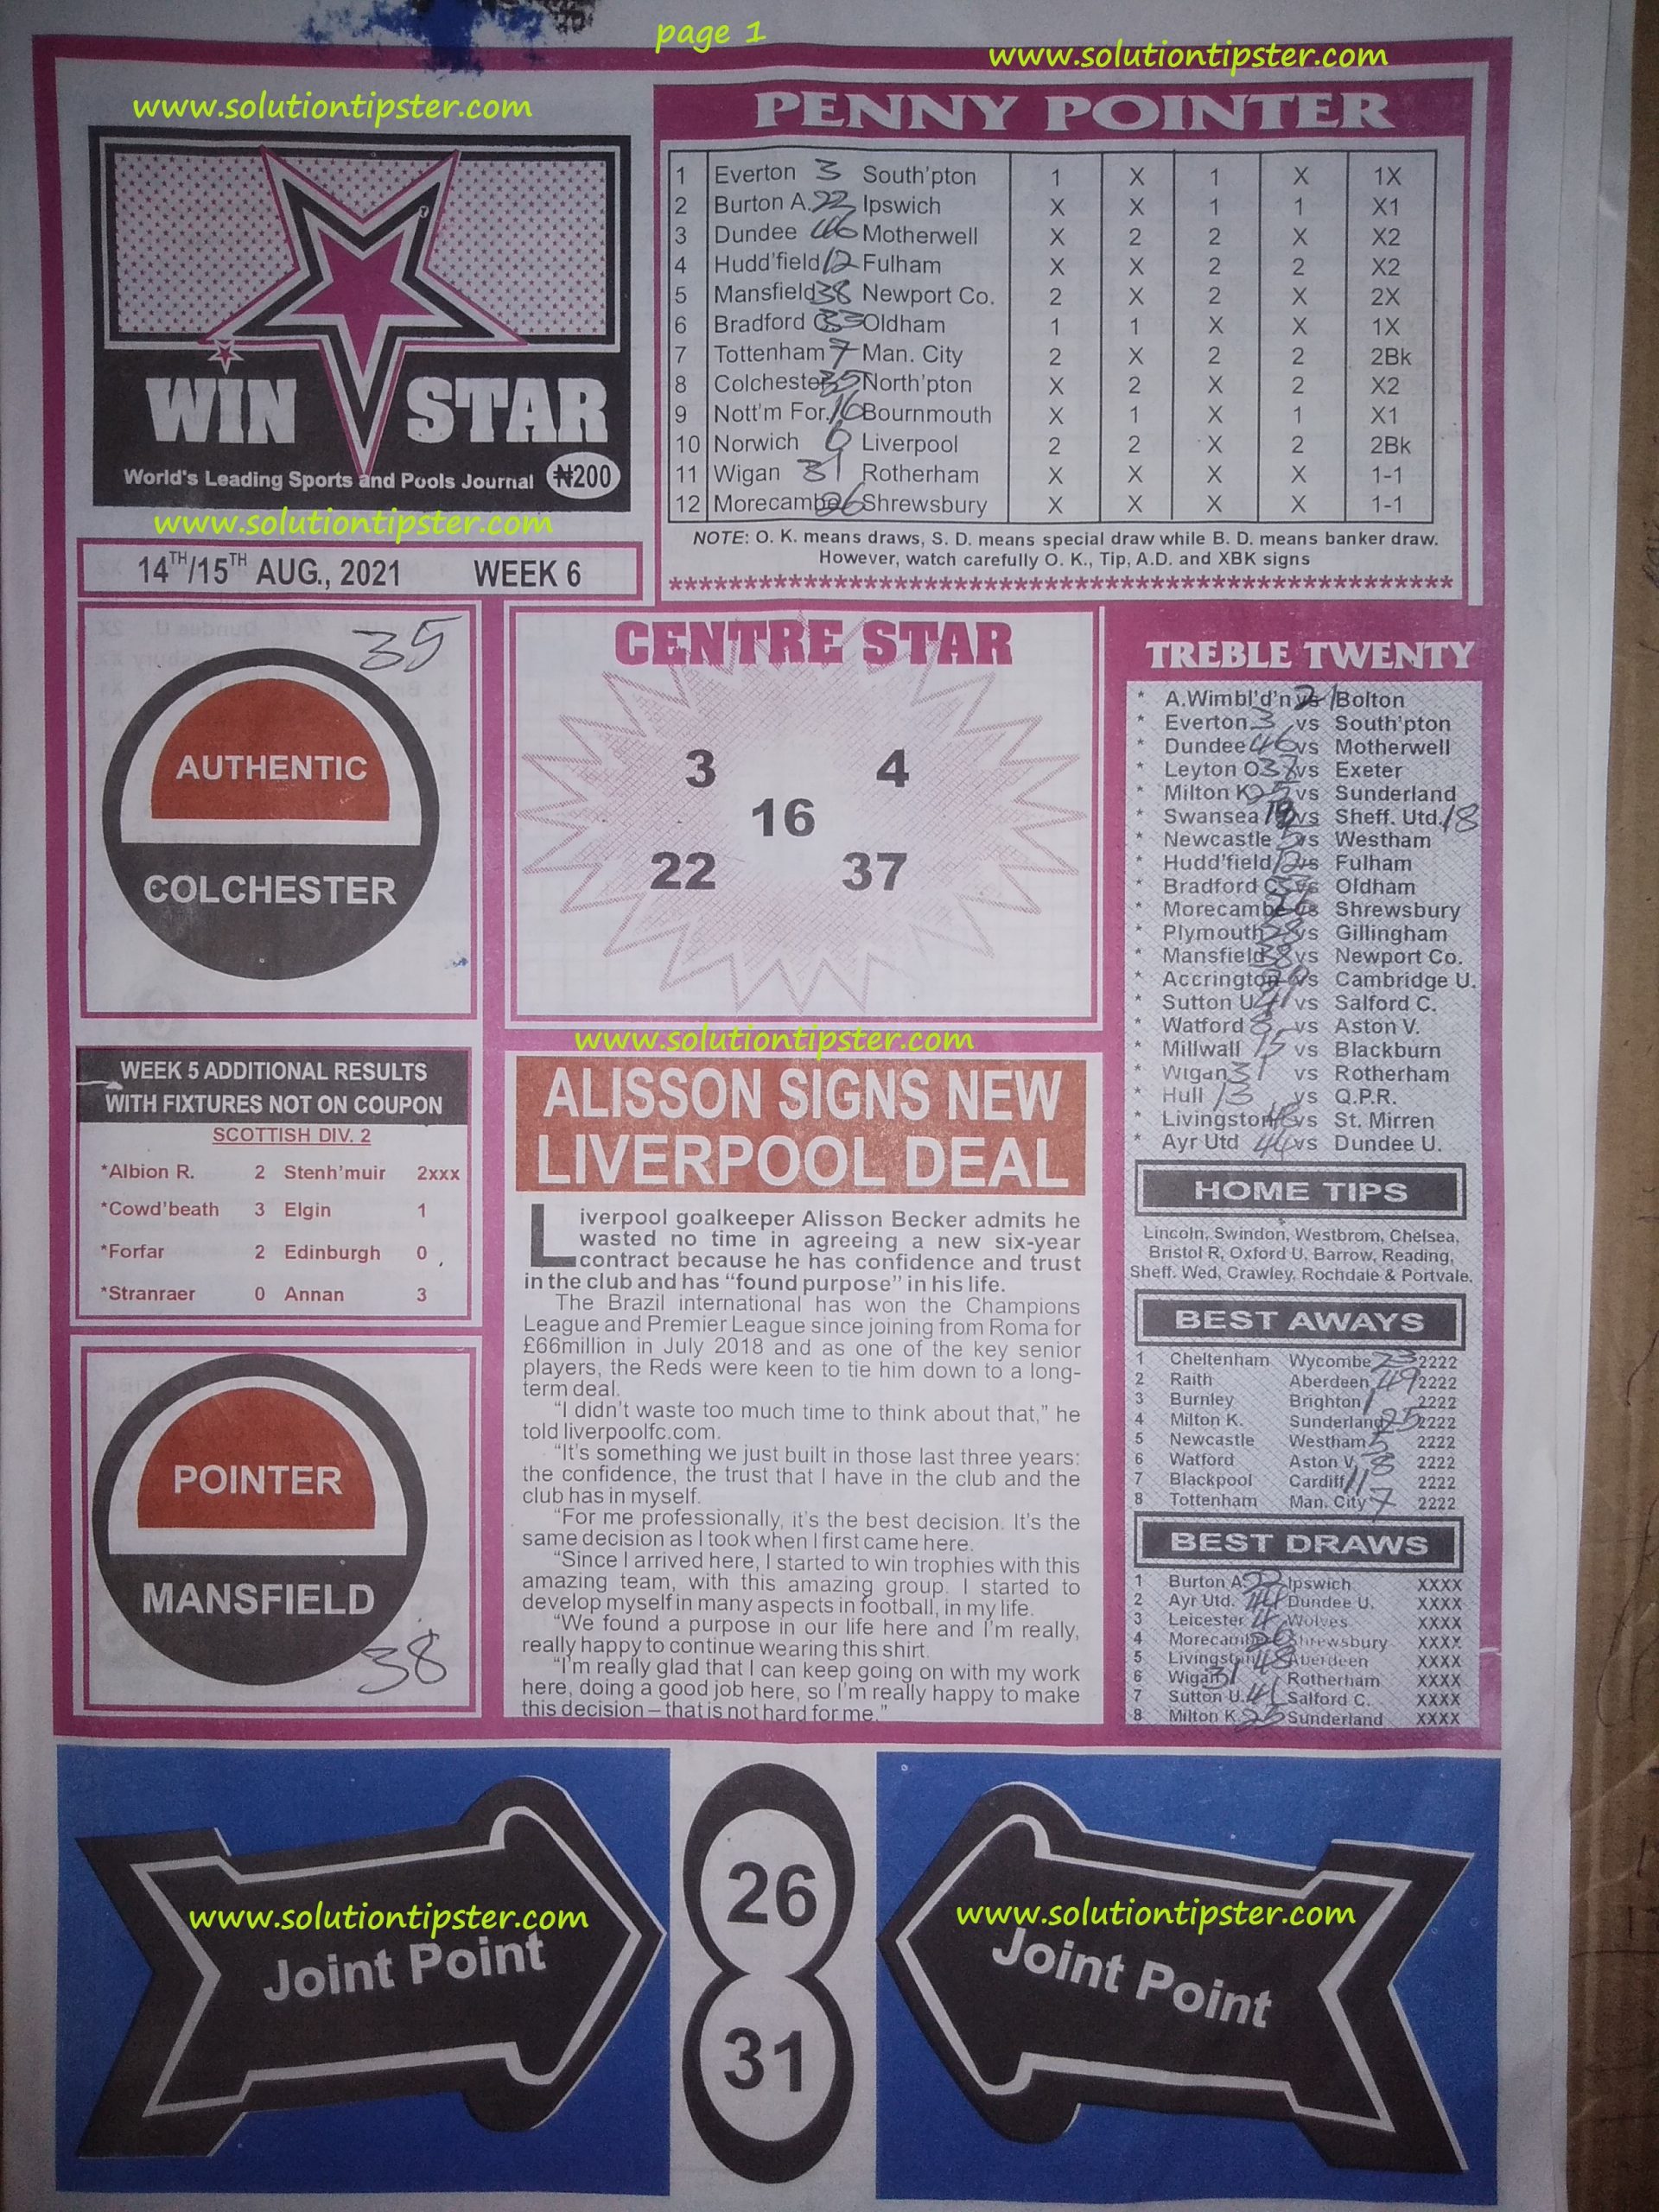 page 1
www.solutiontipster.com
www.solutiontipster.com
WIN STAR
World's Leading Sports and Pools Journal ₦200
www.solutiontipster.com
14TH/15TH AUG., 2021 WEEK 6
PENNY POINTER
1 Everton 3 South'pton 1 X 1 X 1X
2 Burton A. 22 Ipswich X X 1 1 X1
3 Dundee 46 Motherwell X 2 2 X X2
4 Hudd'field 12 Fulham X X 2 2 X2
5 Mansfield 38 Newport Co. 2 X 2 X 2X
6 Bradford C 33 Oldham 1 1 X X 1X
7 Tottenham 7 Man. City 2 X 2 2 2Bk
8 Colchester 35 North'pton X 2 X 2 X2
9 Nott'm For. 16 Bournmouth X 1 X 1 X1
10 Norwich 6 Liverpool 2 2 X 2 2Bk
11 Wigan 31 Rotherham X X X X 1-1
12 Morecambe 26 Shrewsbury X X X X 1-1
NOTE: O. K. means draws, S. D. means special draw while B. D. means banker draw.
However, watch carefully O. K., Tip, A.D. and XBK signs
****************************************************
35
AUTHENTIC
COLCHESTER
CENTRE STAR
3 4
16
22 37
www.solutiontipster.com
WEEK 5 ADDITIONAL RESULTS
WITH FIXTURES NOT ON COUPON
SCOTTISH DIV. 2
*Albion R. 2 Stenh'muir 2xxx
*Cowd'beath 3 Elgin 1
*Forfar 2 Edinburgh 0
*Stranraer 0 Annan 3
POINTER
MANSFIELD
38
ALISSON SIGNS NEW
LIVERPOOL DEAL
Liverpool goalkeeper Alisson Becker admits he
wasted no time in agreeing a new six-year
contract because he has confidence and trust
in the club and has “found purpose” in his life.
The Brazil international has won the Champions
League and Premier League since joining from Roma for
£66million in July 2018 and as one of the key senior
players, the Reds were keen to tie him down to a long-
term deal.
“I didn't waste too much time to think about that,” he
told liverpoolfc.com.
“It's something we just built in those last three years:
the confidence, the trust that I have in the club and the
club has in myself.
“For me professionally, it's the best decision. It's the
same decision as I took when I first came here.
“Since I arrived here, I started to win trophies with this
amazing team, with this amazing group. I started to
develop myself in many aspects in football, in my life.
“We found a purpose in our life here and I'm really,
really happy to continue wearing this shirt.
“I'm really glad that I can keep going on with my work
here, doing a good job here, so I'm really happy to make
this decision – that is not hard for me.”
TREBLE TWENTY
* A.Wimbl'd'n vs 21 Bolton
* Everton 3 vs South'pton
* Dundee 46 vs Motherwell
* Leyton O 37 vs Exeter
* Milton K 25 vs Sunderland
* Swansea vs Sheff. Utd. 18
* Newcastle 5 vs Westham
* Hudd'field 12 vs Fulham
* Bradford C vs Oldham
* Morecambe 26 vs Shrewsbury
* Plymouth 28 vs Gillingham
* Mansfield 38 vs Newport Co.
* Accrington vs Cambridge U.
* Sutton U 41 vs Salford C.
* Watford 8 vs Aston V.
* Millwall 15 vs Blackburn
* Wigan 31 vs Rotherham
* Hull 13 vs Q.P.R.
* Livingston 48 vs St. Mirren
* Ayr Utd 44 vs Dundee U.
HOME TIPS
Lincoln, Swindon, Westbrom, Chelsea,
Bristol R, Oxford U, Barrow, Reading,
Sheff. Wed, Crawley, Rochdale & Portvale.
BEST AWAYS
1 Cheltenham Wycombe 23 2222
2 Raith Aberdeen 49 2222
3 Burnley Brighton 1 2222
4 Milton K. Sunderland 25 2222
5 Newcastle Westham 5 2222
6 Watford Aston V. 8 2222
7 Blackpool Cardiff 11 2222
8 Tottenham Man. City 7 2222
BEST DRAWS
1 Burton A. 22 Ipswich XXXX
2 Ayr Utd. 44 Dundee U. XXXX
3 Leicester 4 Wolves XXXX
4 Morecambe 26 Shrewsbury XXXX
5 Livingstin 48 Aberdeen XXXX
6 Wigan 31 Rotherham XXXX
7 Sutton U. 41 Salford C. XXXX
8 Milton K. 25 Sunderland XXXX
www.solutiontipster.com
Joint Point
26
31
www.solutiontipster.com
Joint Point